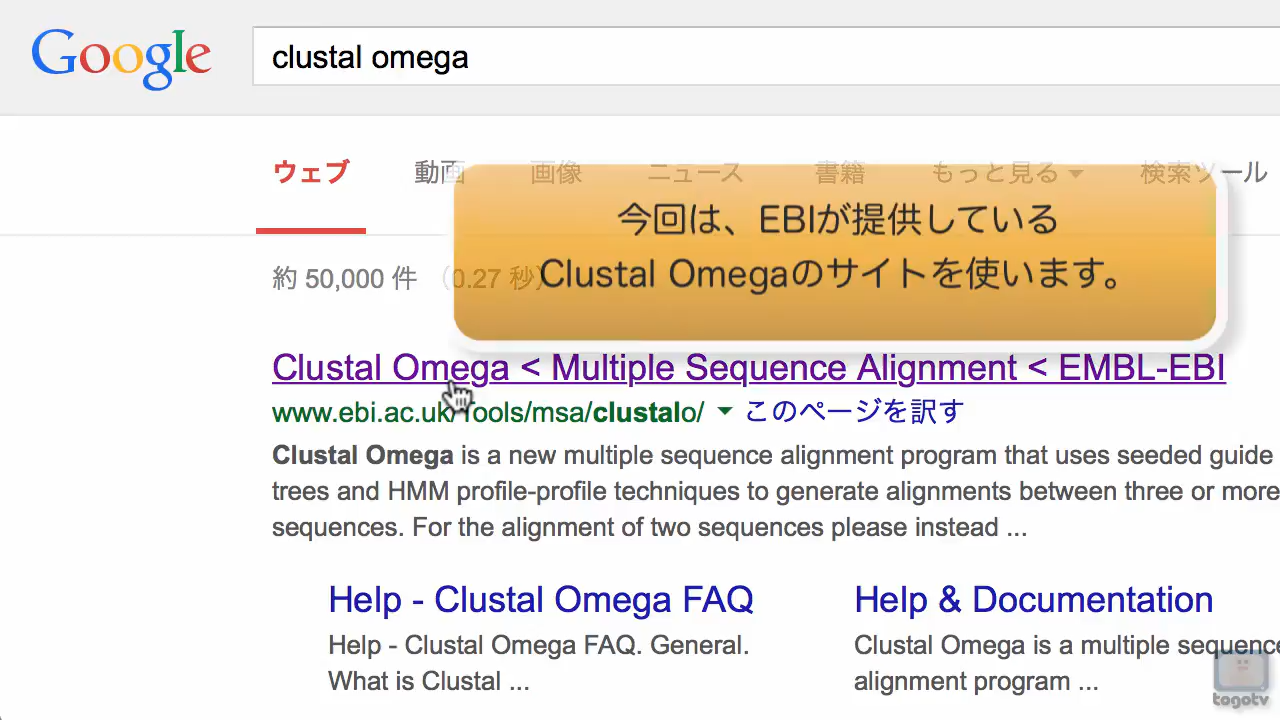 Google
clustal omega
ウェブ 動画 画像 ニュース 書籍 もっと見る 検索ツール
今回は、EBIが提供している
Clustal Omegaのサイトを使います。
約 50,000 件 （0.27 秒）
Clustal Omega < Multiple Sequence Alignment < EMBL-EBI
www.ebi.ac.uk/Tools/msa/clustalo/ このページを訳す
Clustal Omega is a new multiple sequence alignment program that uses seeded guide
trees and HMM profile-profile techniques to generate alignments between three or more
sequences. For the alignment of two sequences please instead ...
Help - Clustal Omega FAQ
Help - Clustal Omega FAQ. General.
What is Clustal ...
Help & Documentation
Clustal Omega is a multiple sequence
alignment program ...
togotv